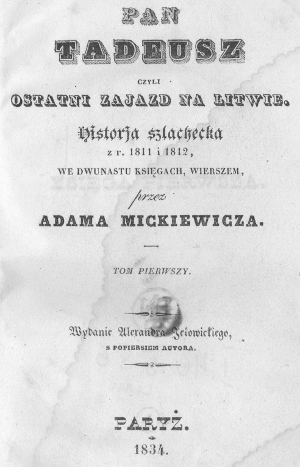 PAN
TADEUSZ
CZYLI
OSTATNI ZAJAZD NA LITWIE.
Historja szlachecka
z r. 1811 i 1812,
WE DWUNASTU KSIĘGACH, WIERSZEM,
przez
ADAMA MICKIEWICZA.
TOM PIERWSZY.
Wydanie Alexandra Jełowickiego,
Z POPIERSIEM AUTORA.
PARYŻ.
1834.